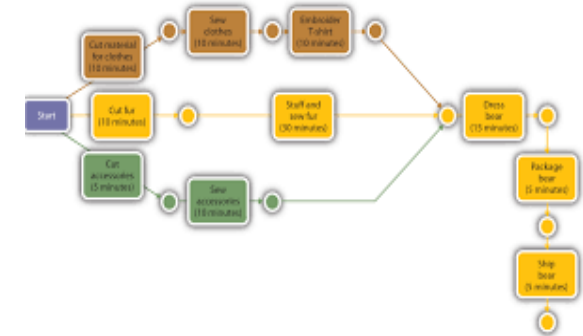 Sew
clothes
(10 minutes)
Embroider
T-shirt
(10 minutes)
Cut material
for clothes
(10 minutes)
Start
Cut fur
(10 minutes)
Stuff and
sew fur
(30 minutes)
Dress
bear
(15 minutes)
Cut
accessories
(5 minutes)
Sew
accessories
(10 minutes)
Package
bear
(5 minutes)
Ship
bear
(5 minutes)